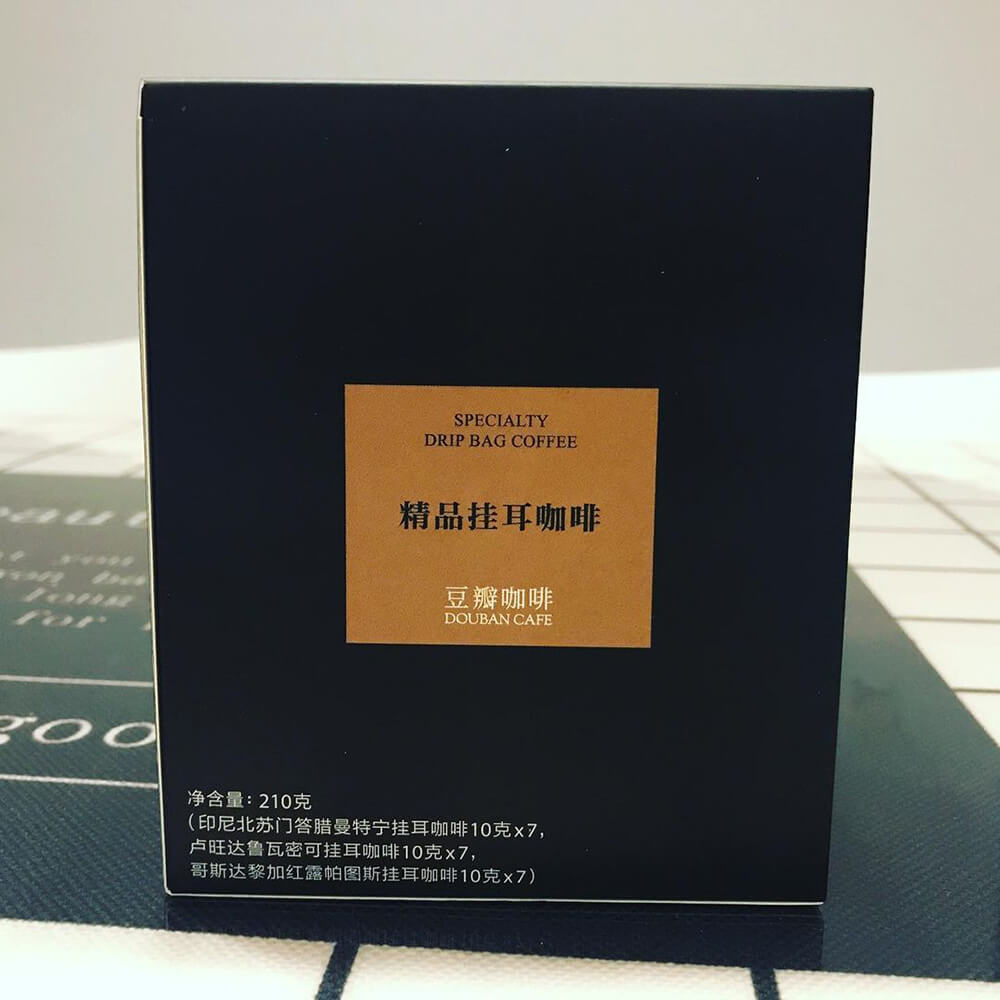 SPECIALTY
DRIP BAG COFFEE
精品挂耳咖啡
豆瓣咖啡
DOUBAN CAFE
净含量：210克
（印尼北苏门答腊曼特宁挂耳咖啡10克x7，
卢旺达鲁瓦密可挂耳咖啡10克x7，
哥斯达黎加红露帕图斯挂耳咖啡10克x7）
you
long
for
goo